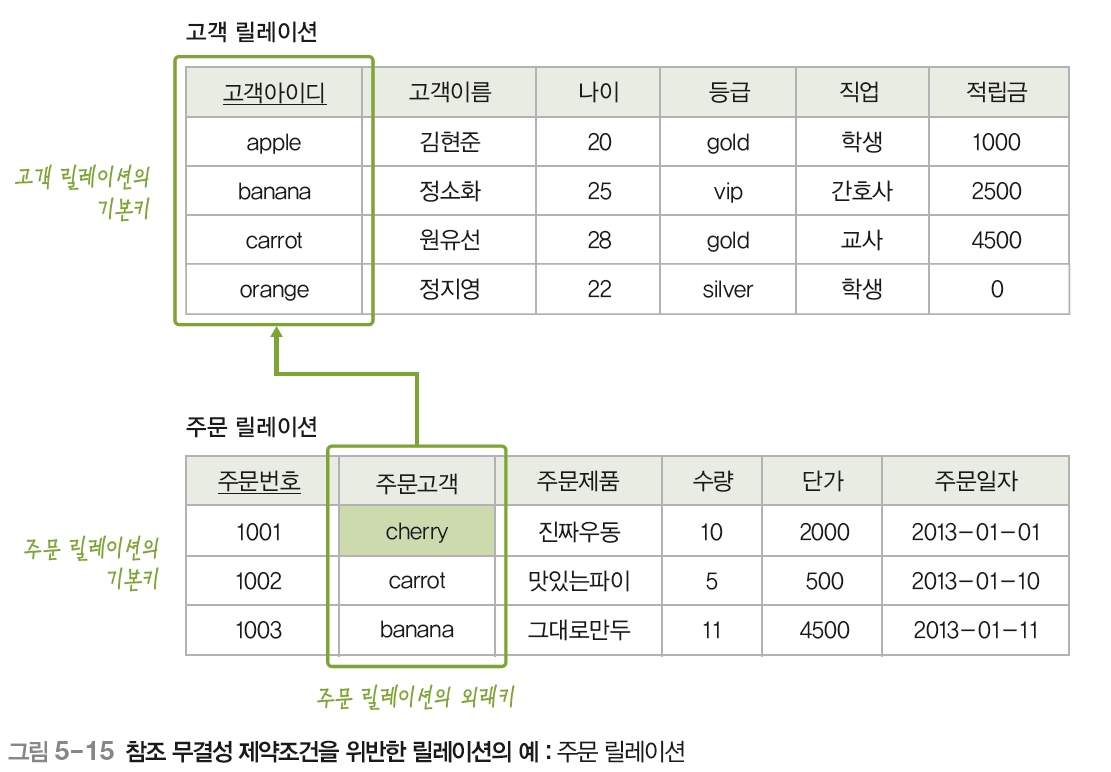 고객 릴레이션
고객아이디 고객이름 나이 등급 직업 적립금
apple 김현준 20 gold 학생 1000
banana 정소화 25 vip 간호사 2500
carrot 원유선 28 gold 교사 4500
orange 정지영 22 silver 학생 0
고객 릴레이션의
기본키
주문 릴레이션
주문번호 주문고객 주문제품 수량 단가 주문일자
1001 cherry 진짜우동 10 2000 2013-01-01
1002 carrot 맛있는파이 5 500 2013-01-10
1003 banana 그대로만두 11 4500 2013-01-11
주문 릴레이션의
기본키
주문 릴레이션의 외래키
그림 5-15 참조 무결성 제약조건을 위반한 릴레이션의 예 : 주문 릴레이션